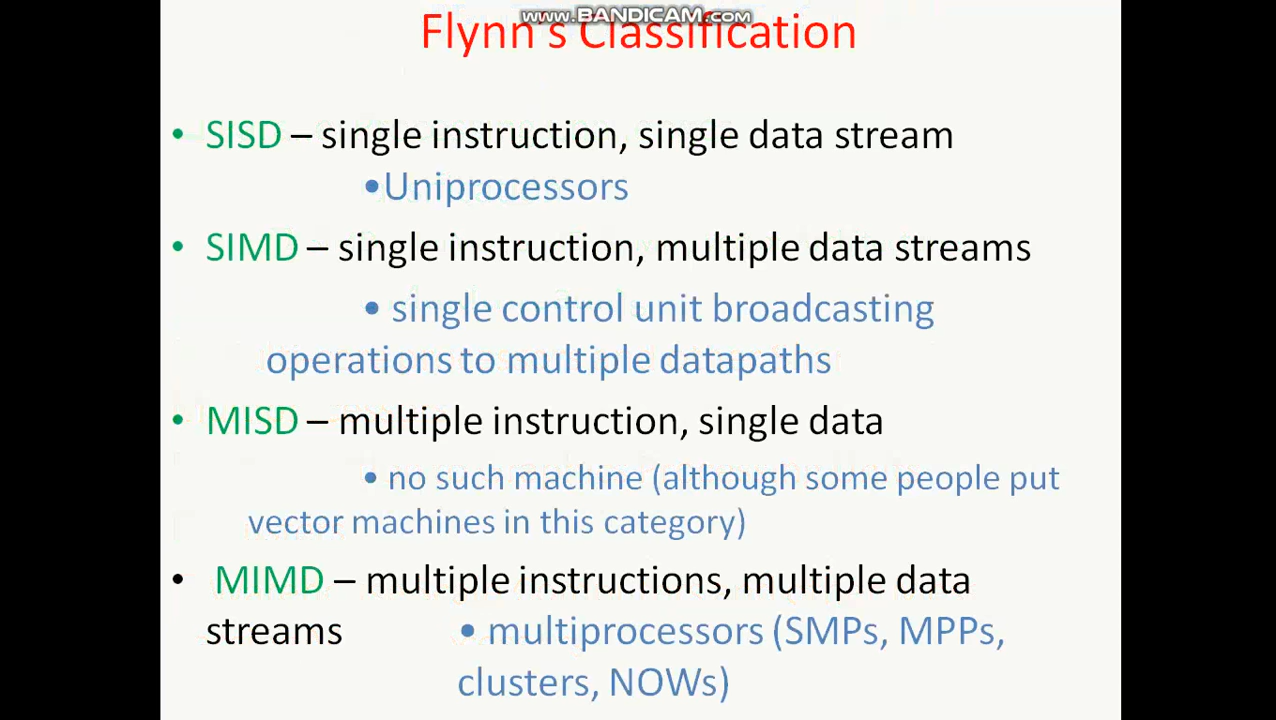 www.BANDICAM.com
Flynn's Classification
• SISD – single instruction, single data stream
•Uniprocessors
• SIMD – single instruction, multiple data streams
• single control unit broadcasting
operations to multiple datapaths
• MISD – multiple instruction, single data
• no such machine (although some people put
vector machines in this category)
• MIMD – multiple instructions, multiple data
streams • multiprocessors (SMPs, MPPs,
clusters, NOWs)